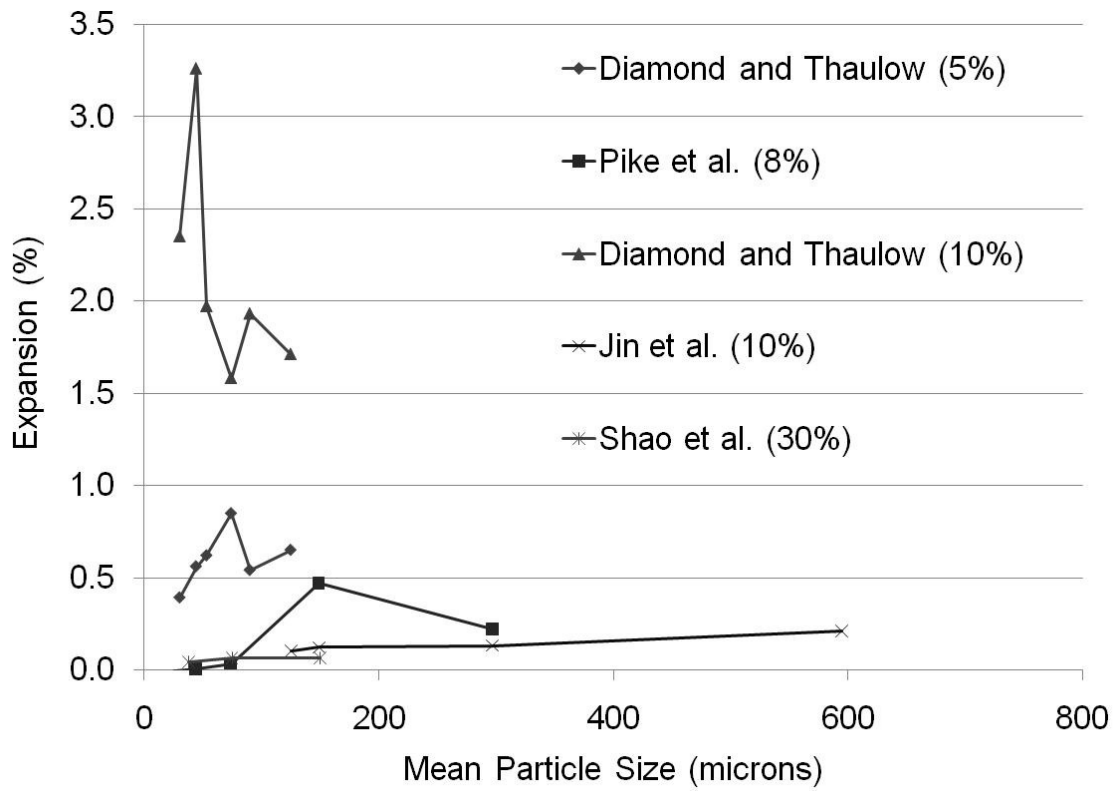 3.5
3.0
2.5
2.0
1.5
1.0
0.5
0.0
Expansion (%)
Diamond and Thaulow (5%)
Pike et al. (8%)
Diamond and Thaulow (10%)
Jin et al. (10%)
Shao et al. (30%)
0 200 400 600 800
Mean Particle Size (microns)